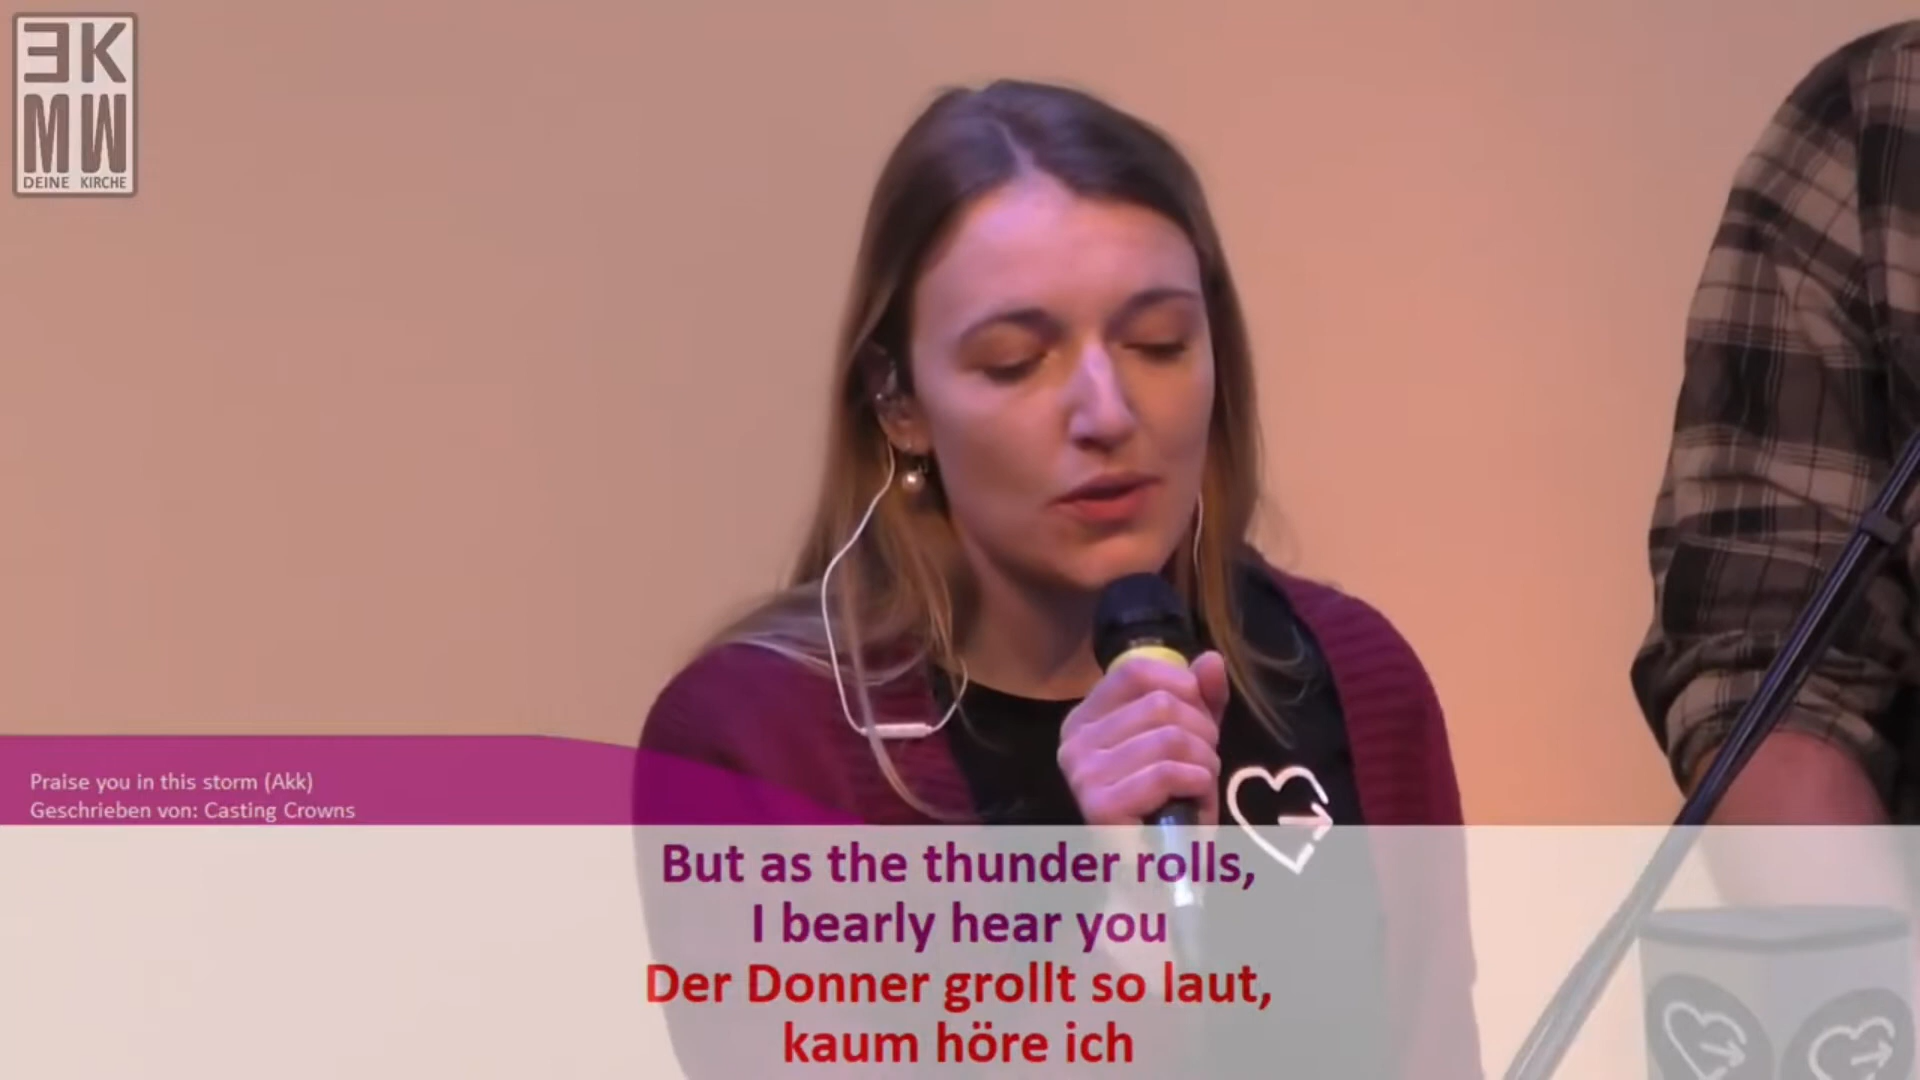 EK
MW
DEINE KIRCHE
Praise you in this storm (Akk)
Geschrieben von: Casting Crowns
But as the thunder rolls,
I bearly hear you
Der Donner grollt so laut,
kaum höre ich